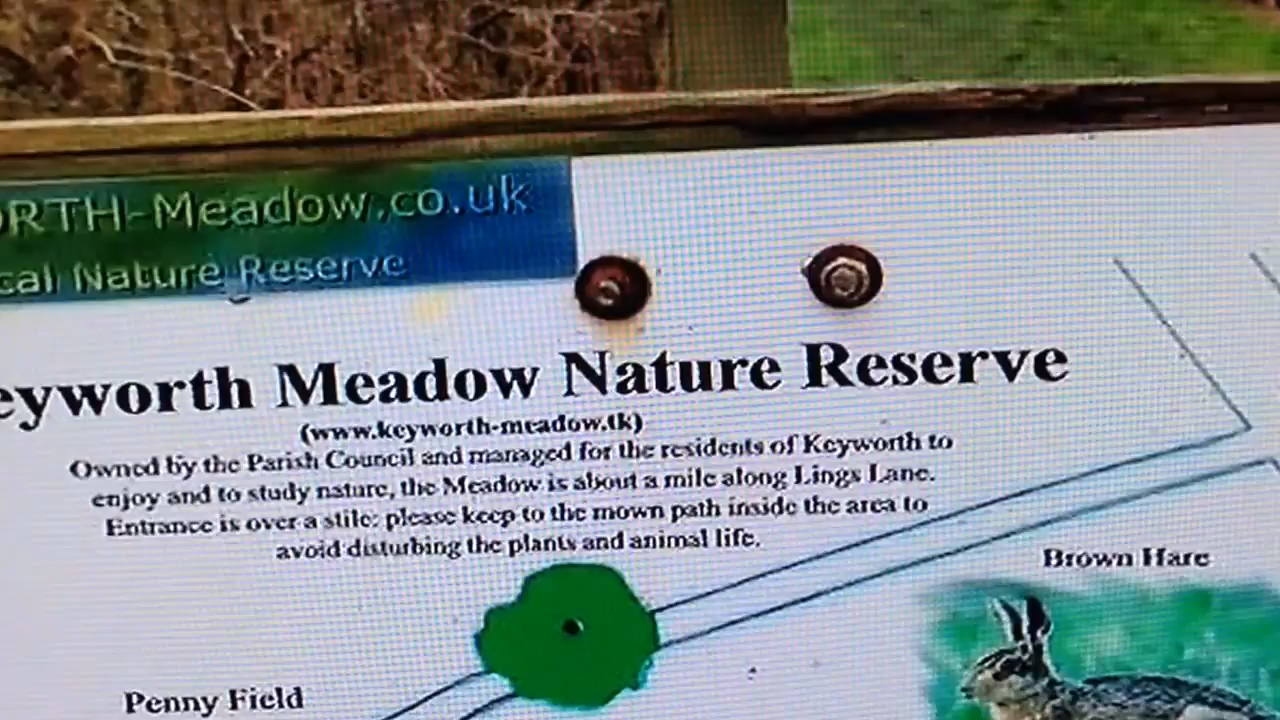 ORTH-Meadow.co.uk
cal Nature Reserve
eyworth Meadow Nature Reserve
(www.keyworth-meadow.tk)
Owned by the Parish Council and managed for the residents of Keyworth to
enjoy and to study nature, the Meadow is about a mile along Lings Lane.
Entrance is over a stile: please keep to the mown path inside the area to
avoid disturbing the plants and animal life.
Brown Hare
Penny Field